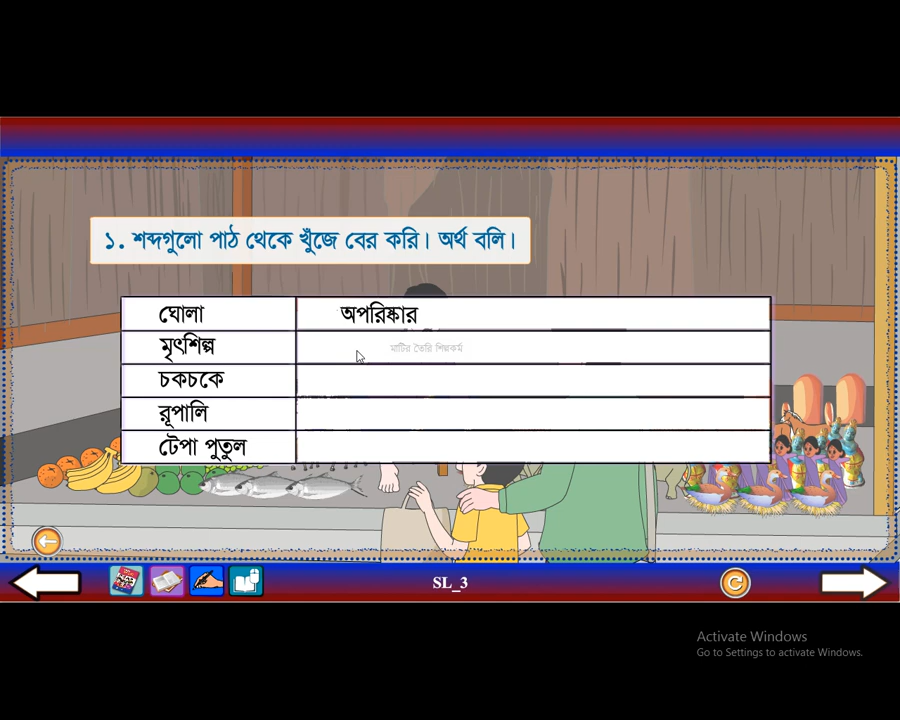 ১. শব্দগুলো পাঠ থেকে খুঁজে বের করি। অর্থ বলি।
ঘোলা অপরিষ্কার
মৃৎশিল্প মাটির তৈরি শিল্পকর্ম
চকচকে
রূপালি
টেপা পুতুল
SL_3
Activate Windows
Go to Settings to activate Windows.